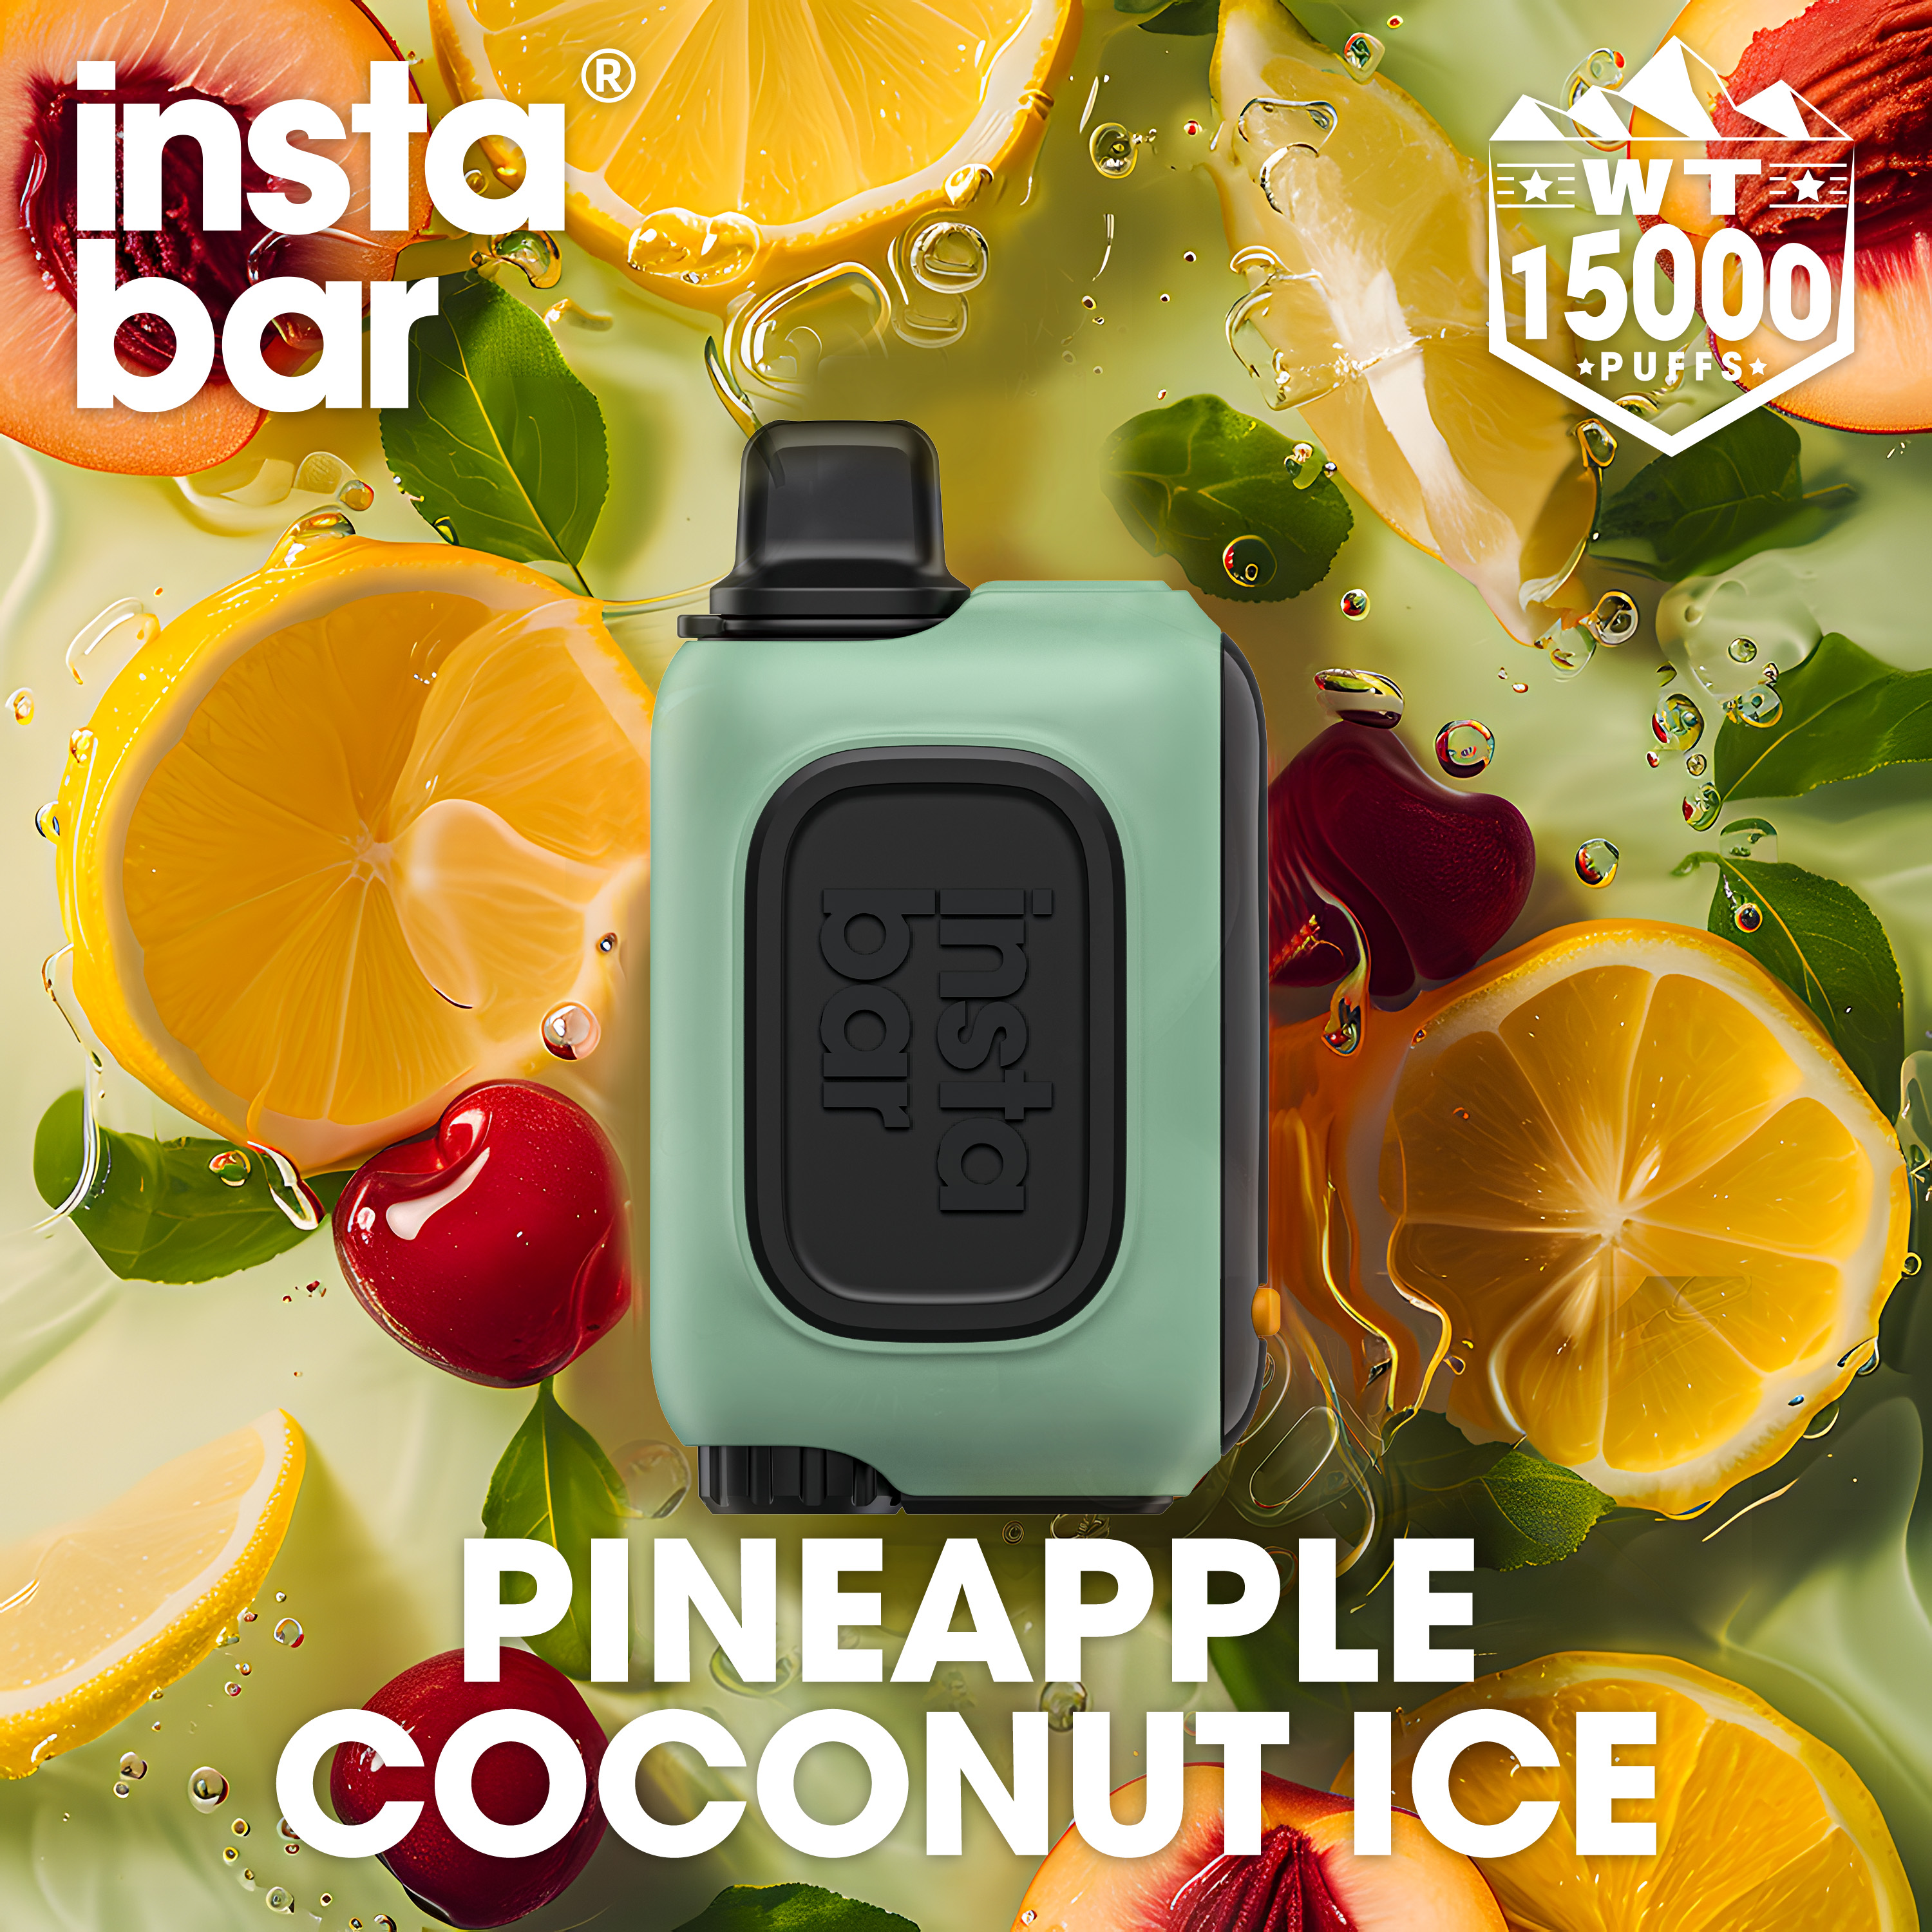 insta®
bar
WT
15000
PUFFS
insta
bar
PINEAPPLE
COCONUT ICE